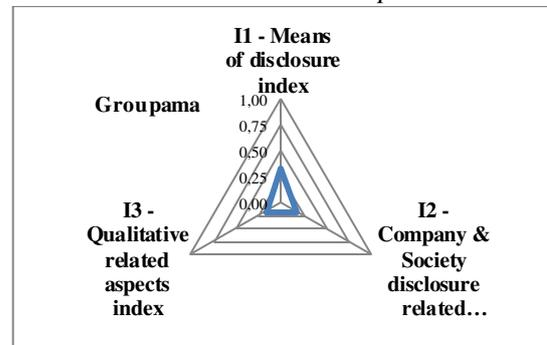 I1 - Means
of disclosure
index
Groupama
1,00
0,75
0,50
0,25
0,00
I3 -
Qualitative
related
aspects
index
I2 -
Company &
Society
disclosure
related…